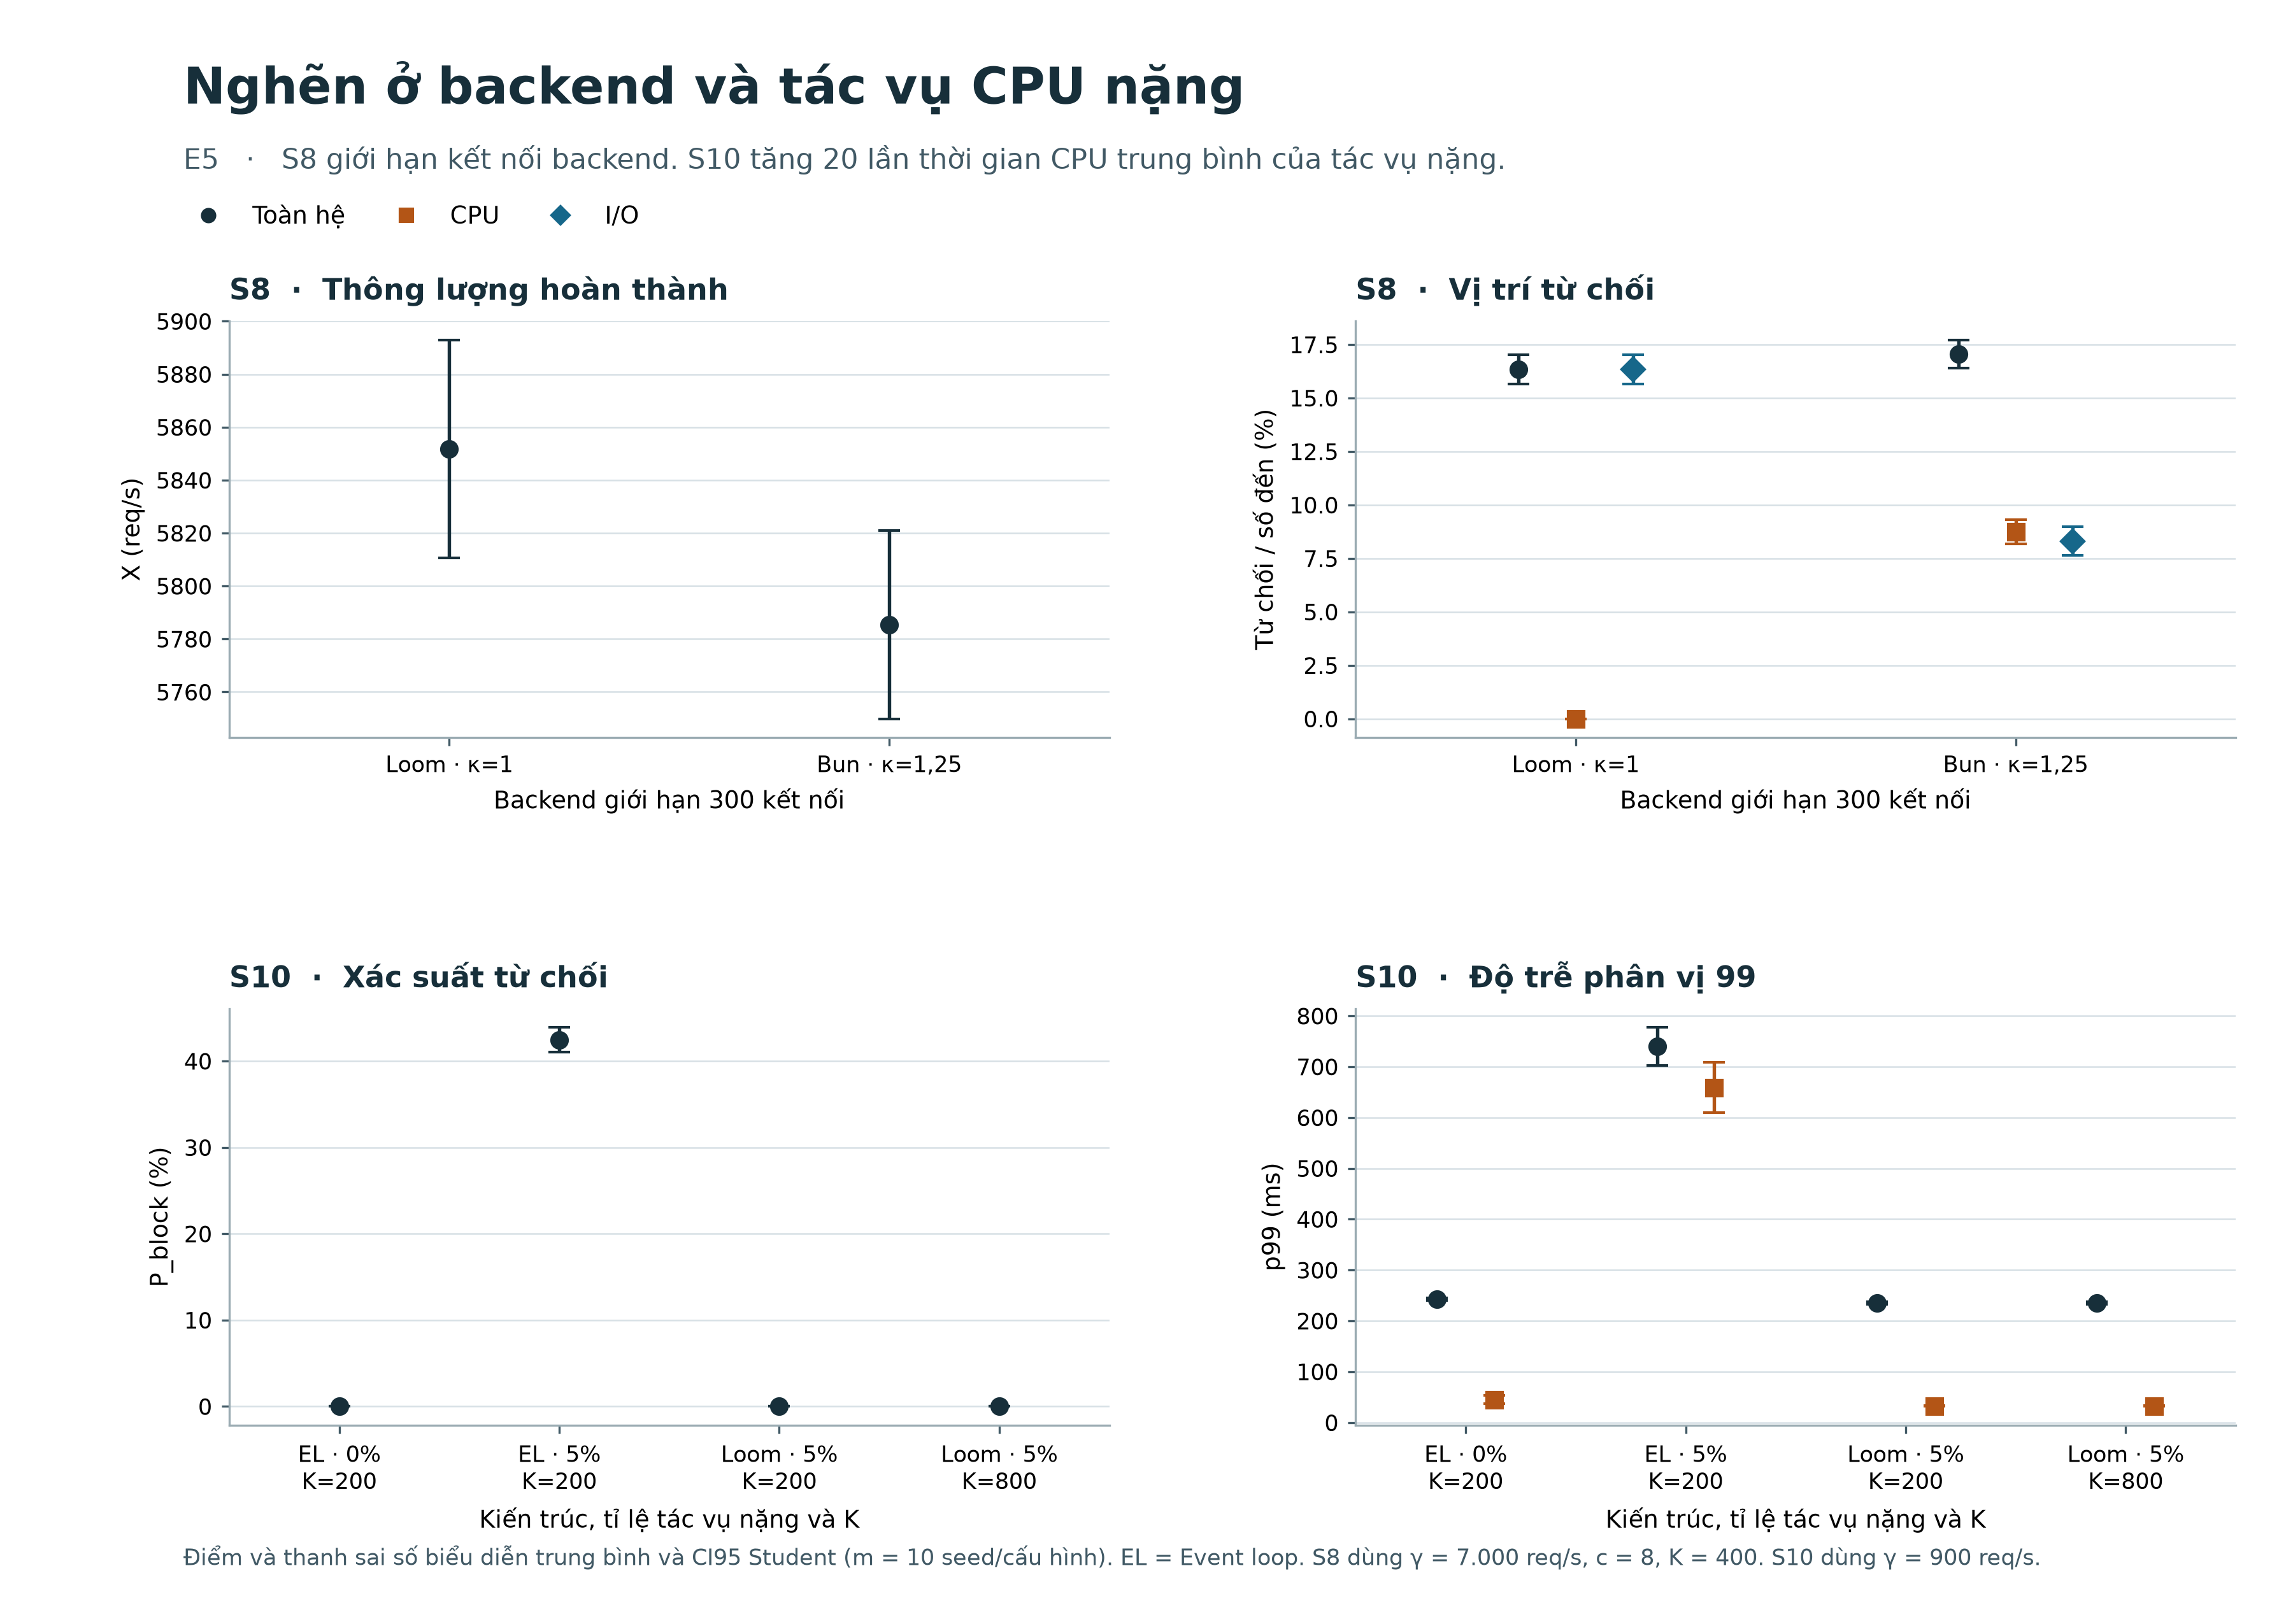 Nghẽn ở backend và tác vụ CPU nặng
E5 · S8 giới hạn kết nối backend. S10 tăng 20 lần thời gian CPU trung bình của tác vụ nặng.
Toàn hệ CPU I/O
S8 · Thông lượng hoàn thành
5900
5880
5860
5840
5820
5800
5780
5760
X (req/s)
Loom · κ=1 Bun · κ=1,25
Backend giới hạn 300 kết nối
S8 · Vị trí từ chối
17.5
15.0
12.5
10.0
7.5
5.0
2.5
0.0
Từ chối / số đến (%)
Loom · κ=1 Bun · κ=1,25
Backend giới hạn 300 kết nối
S10 · Xác suất từ chối
40
30
20
10
0
P_block (%)
EL · 0% EL · 5% Loom · 5% Loom · 5%
K=200 K=200 K=200 K=800
Kiến trúc, tỉ lệ tác vụ nặng và K
S10 · Độ trễ phân vị 99
800
700
600
500
400
300
200
100
0
p99 (ms)
EL · 0% EL · 5% Loom · 5% Loom · 5%
K=200 K=200 K=200 K=800
Kiến trúc, tỉ lệ tác vụ nặng và K
Điểm và thanh sai số biểu diễn trung bình và CI95 Student (m = 10 seed/cấu hình). EL = Event loop. S8 dùng γ = 7.000 req/s, c = 8, K = 400. S10 dùng γ = 900 req/s.